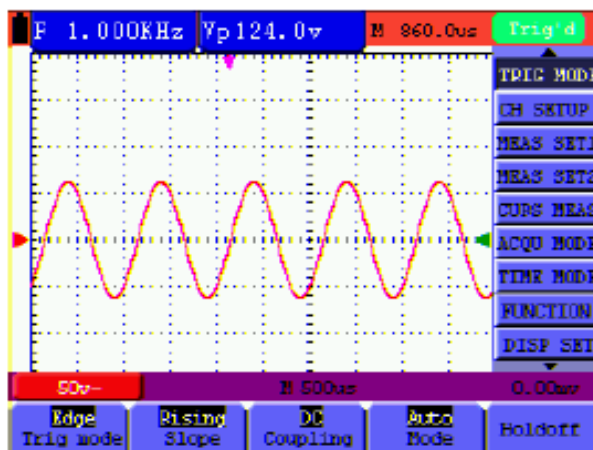 F 1.000KHz Vp124.0v M 860.0us Trig'd
TRIG MODE
CH SETUP
MEAS SET1
MEAS SET2
CURS MEAS
ACQU MODE
TIME MODE
FUNCTION
DISP SET
50v~ M 500us 0.00mv
Edge Rising DC Auto
Trig mode Slope Coupling Mode Holdoff